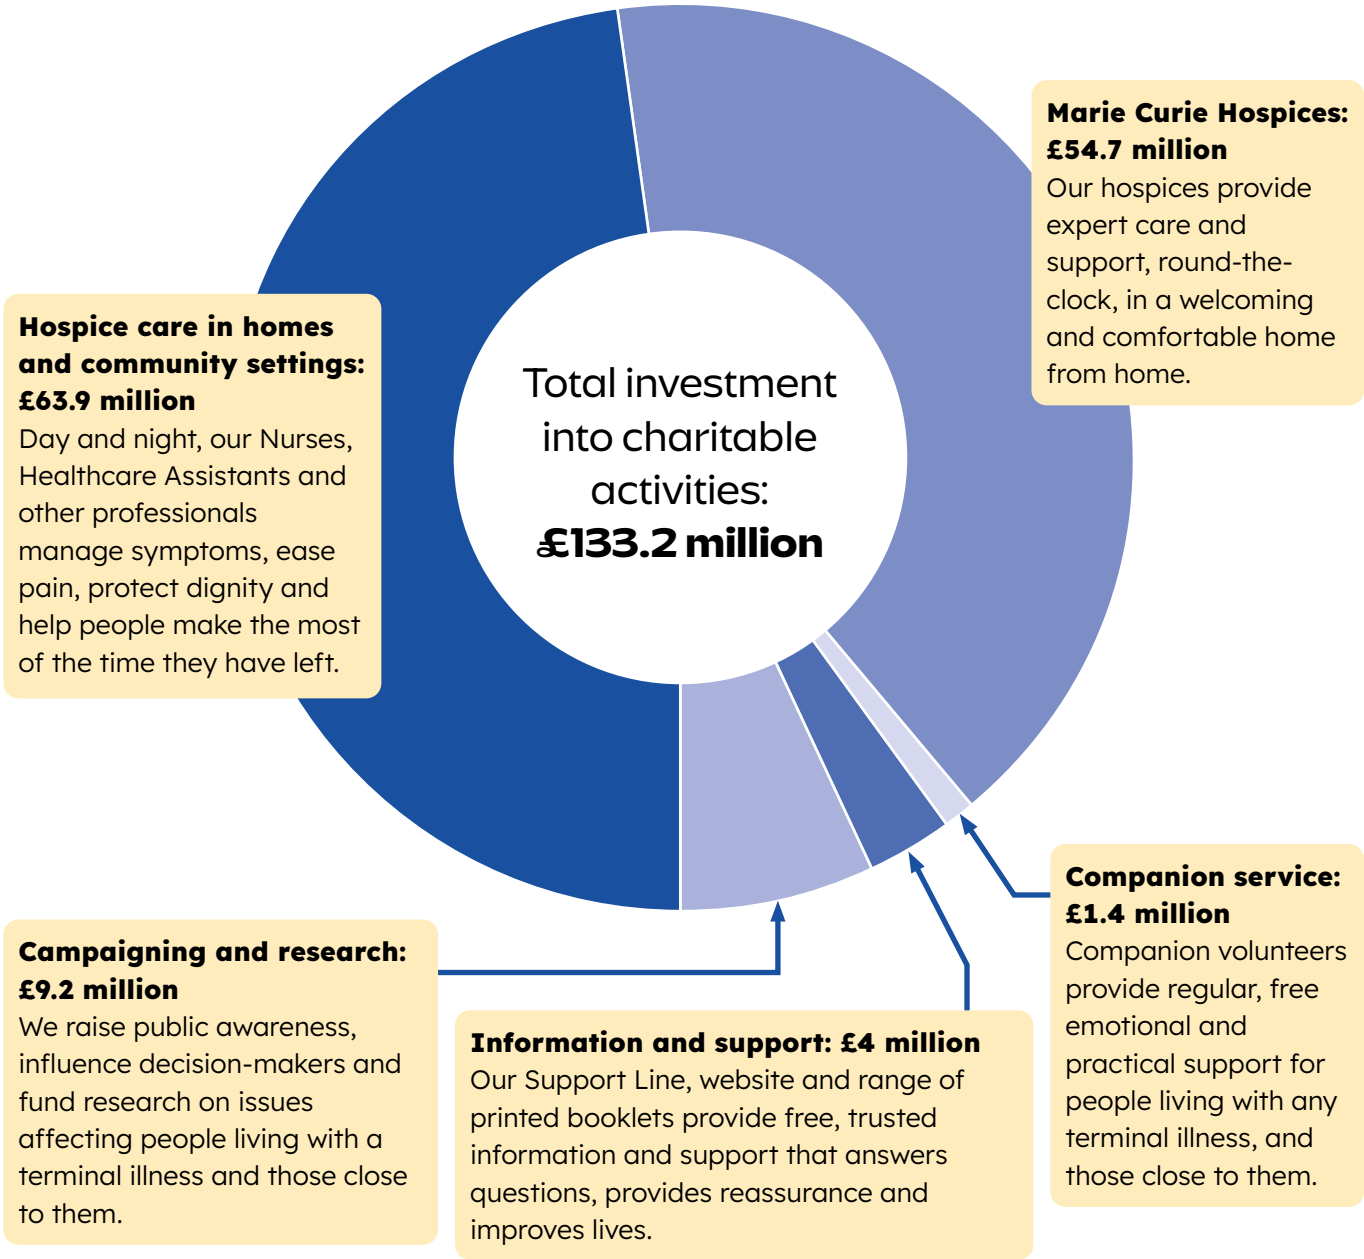 Marie Curie Hospices:
£54.7 million
Our hospices provide
expert care and
support, round-the-
clock, in a welcoming
and comfortable home
from home.
Hospice care in homes
and community settings:
£63.9 million
Day and night, our Nurses,
Healthcare Assistants and
other professionals
manage symptoms, ease
pain, protect dignity and
help people make the most
of the time they have left.
Total investment
into charitable
activities:
£133.2 million
Companion service:
£1.4 million
Companion volunteers
provide regular, free
emotional and
practical support for
people living with any
terminal illness, and
those close to them.
Campaigning and research:
£9.2 million
We raise public awareness,
influence decision-makers and
fund research on issues
affecting people living with a
terminal illness and those close
to them.
Information and support: £4 million
Our Support Line, website and range of
printed booklets provide free, trusted
information and support that answers
questions, provides reassurance and
improves lives.